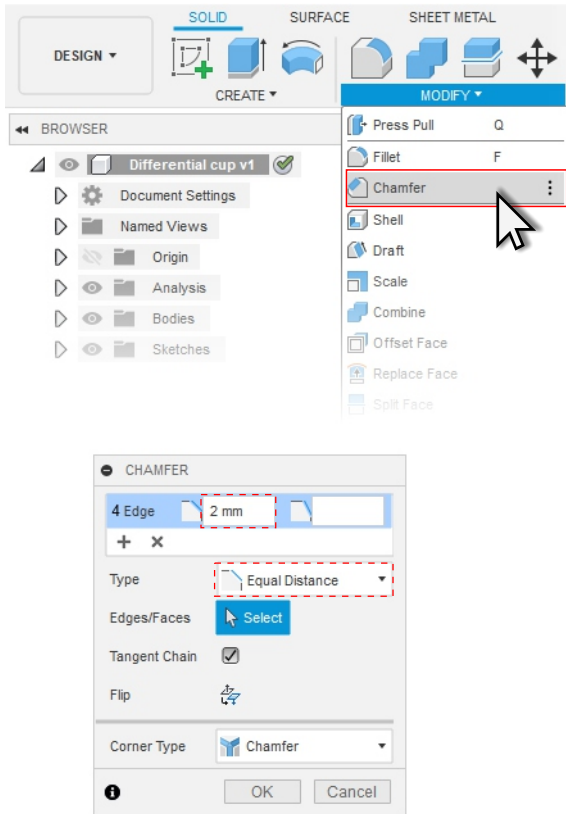 SOLID SURFACE SHEET METAL
DESIGN ▾
CREATE ▾ MODIFY ▾
BROWSER
Press Pull Q
Differential cup v1
Fillet F
Document Settings
Chamfer
Named Views
Shell
Origin
Draft
Analysis
Scale
Bodies
Combine
Sketches
Offset Face
Replace Face
Split Face
CHAMFER
4 Edge 2 mm
Type Equal Distance
Edges/Faces Select
Tangent Chain
Flip
Corner Type Chamfer
OK Cancel